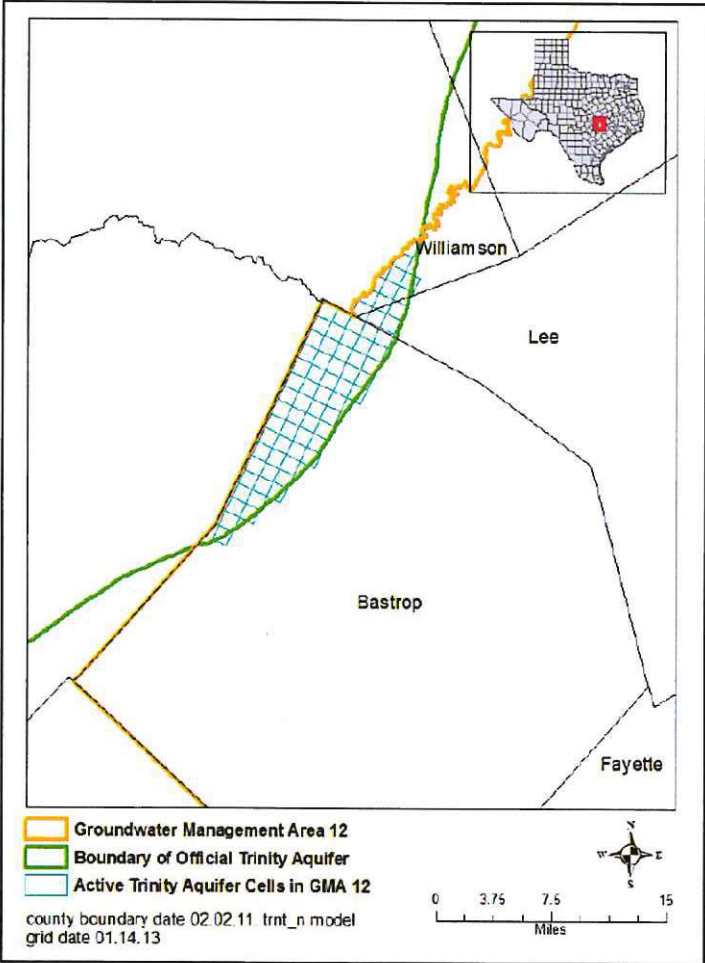 Williamson
Lee
Bastrop
Fayette
Groundwater Management Area 12
Boundary of Official Trinity Aquifer
Active Trinity Aquifer Cells in GMA 12
county boundary date 02.02.11 trnt_n model
grid date 01.14.13
N
W E
S
0 3.75 7.5 15
Miles